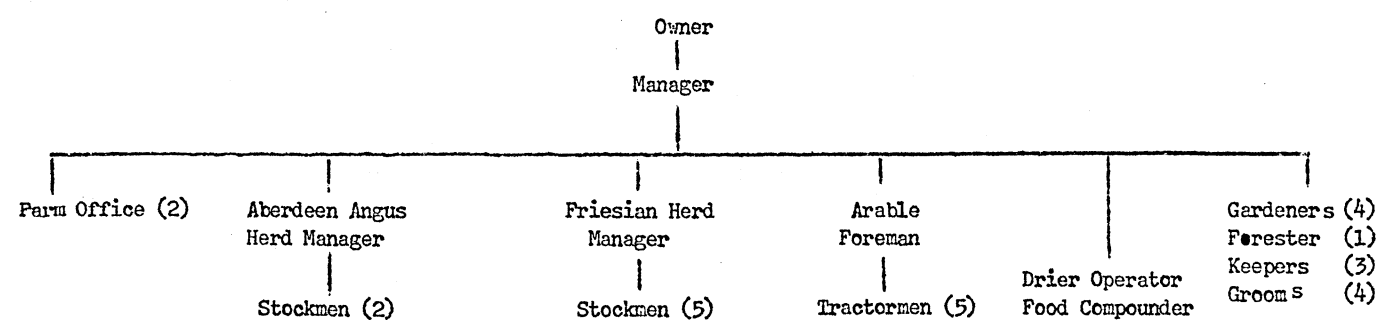 Owner
Manager
Farm Office (2)
Aberdeen Angus
Herd Manager
Stockmen (2)
Friesian Herd
Manager
Stockmen (5)
Arable
Foreman
Tractormen (5)
Drier Operator
Food Compounder
Gardeners (4)
Forester (1)
Keepers (3)
Grooms (4)